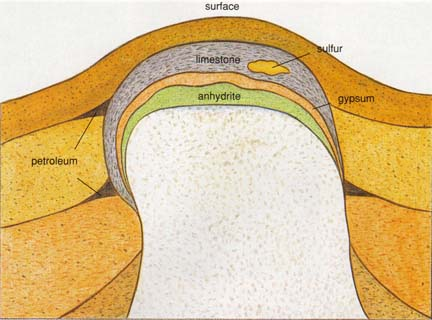 surface
sulfur
limestone
anhydrite
gypsum
petroleum